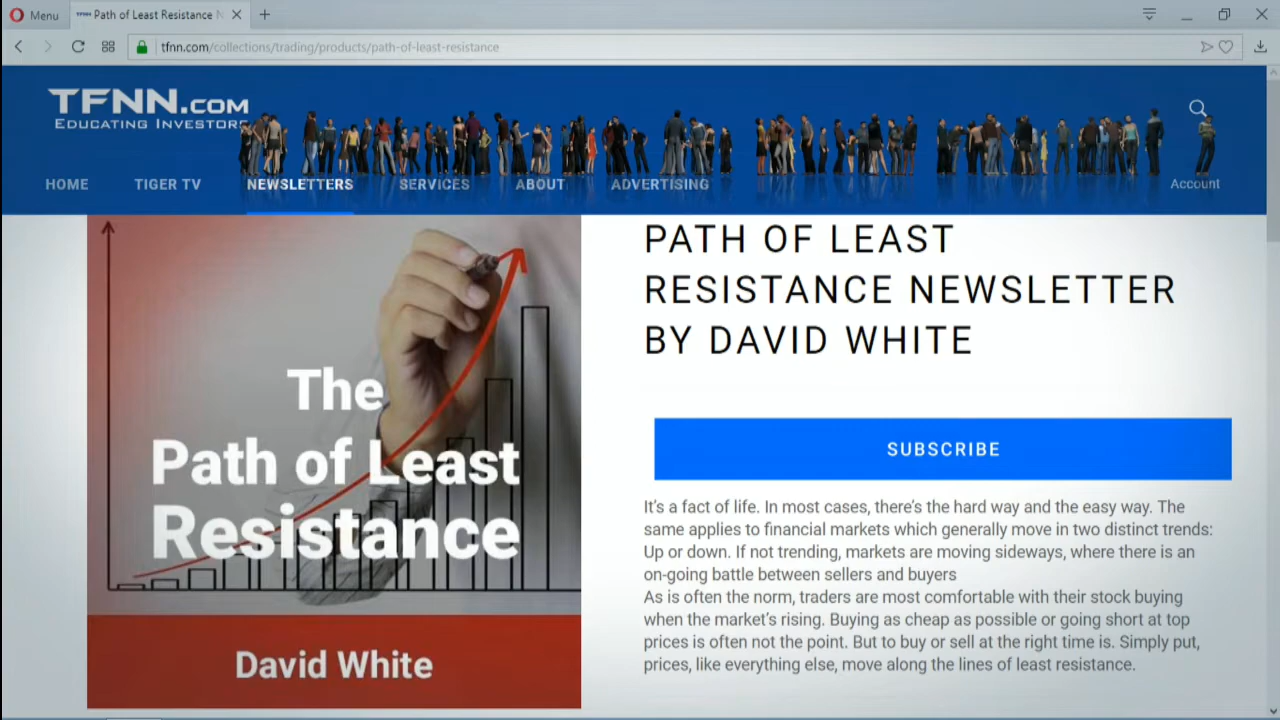 Menu
Path of Least Resistance N
tfnn.com/collections/trading/products/path-of-least-resistance
TFNN.COM
EDUCATING INVESTORS
HOME
TIGER TV
NEWSLETTERS
SERVICES
ABOUT
ADVERTISING
Account
The
Path of Least
Resistance
David White
PATH OF LEAST
RESISTANCE NEWSLETTER
BY DAVID WHITE
SUBSCRIBE
It's a fact of life. In most cases, there's the hard way and the easy way. The
same applies to financial markets which generally move in two distinct trends:
Up or down. If not trending, markets are moving sideways, where there is an
on-going battle between sellers and buyers
As is often the norm, traders are most comfortable with their stock buying
when the market's rising. Buying as cheap as possible or going short at top
prices is often not the point. But to buy or sell at the right time is. Simply put,
prices, like everything else, move along the lines of least resistance.